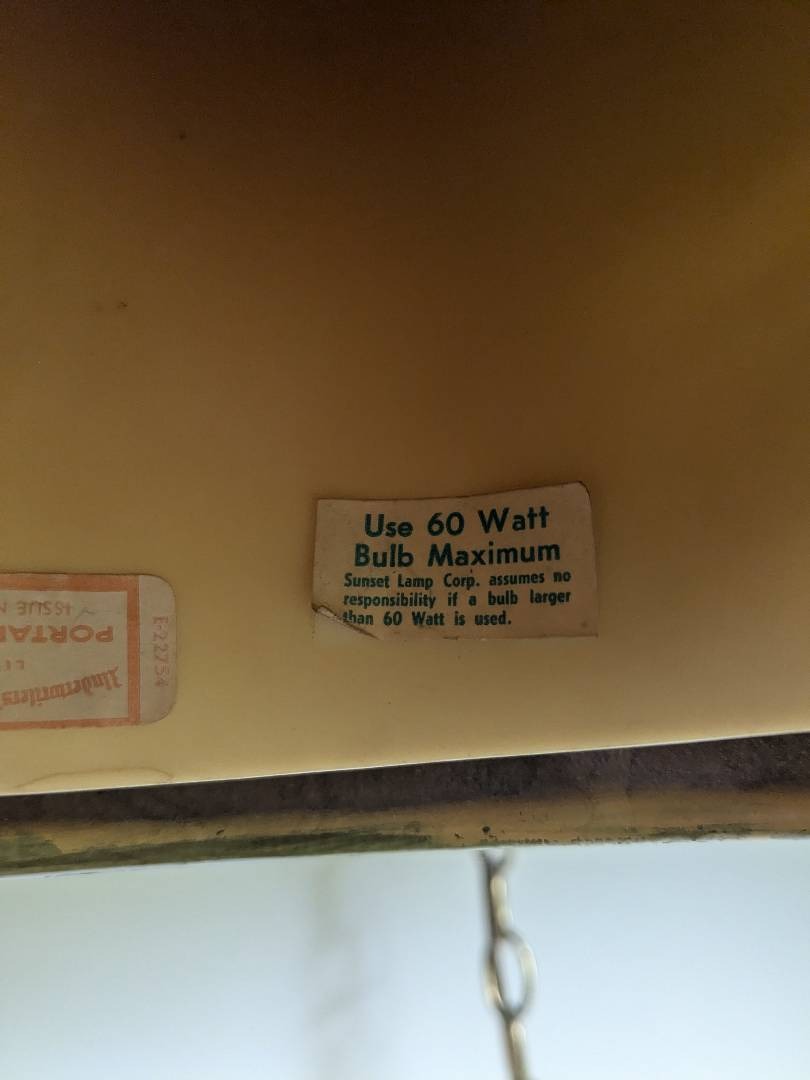 Use 60 Watt
Bulb Maximum
Sunset Lamp Corp. assumes no
responsibility if a bulb larger
than 60 Watt is used.
Underwriters'
PORTA
ISSUE N
E-22754